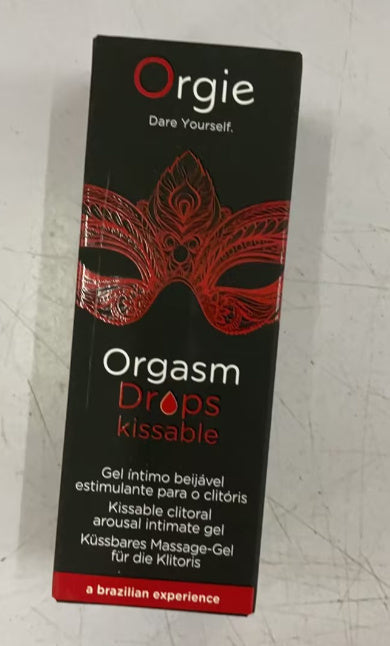 Orgie
Dare Yourself.
Orgasm
Drops
kissable
Gel íntimo beijável
estimulante para o clitóris
Kissable clitoral
arousal intimate gel
Küssbares Massage-Gel
für die Klitoris
a brazilian experience